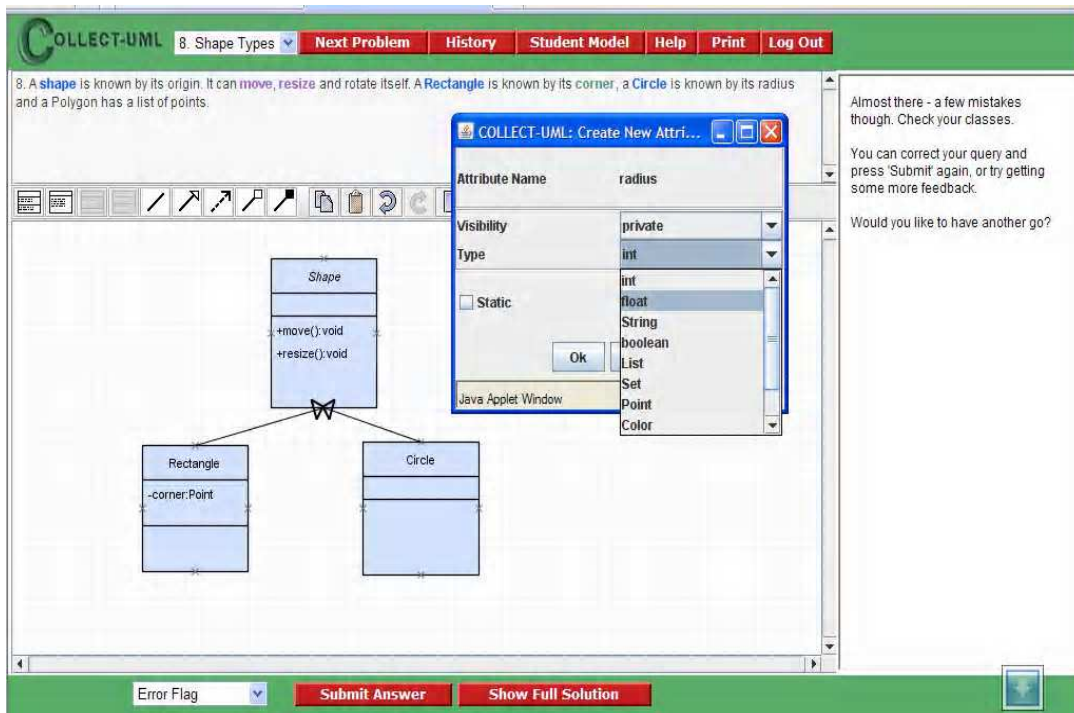 COLLECT-UML
8. Shape Types
Next Problem
History
Student Model
Help
Print
Log Out
8. A shape is known by its origin. It can move, resize and rotate itself. A Rectangle is known by its corner, a Circle is known by its radius
and a Polygon has a list of points.
Almost there - a few mistakes
though. Check your classes.
You can correct your query and
press 'Submit' again, or try getting
some more feedback.
Would you like to have another go?
COLLECT-UML: Create New Attri...
Attribute Name radius
Visibility private
Type int
int
float
String
boolean
List
Set
Point
Color
Static
Ok
Java Applet Window
Shape
+move():void
+resize():void
Rectangle
-corner:Point
Circle
Error Flag
Submit Answer
Show Full Solution